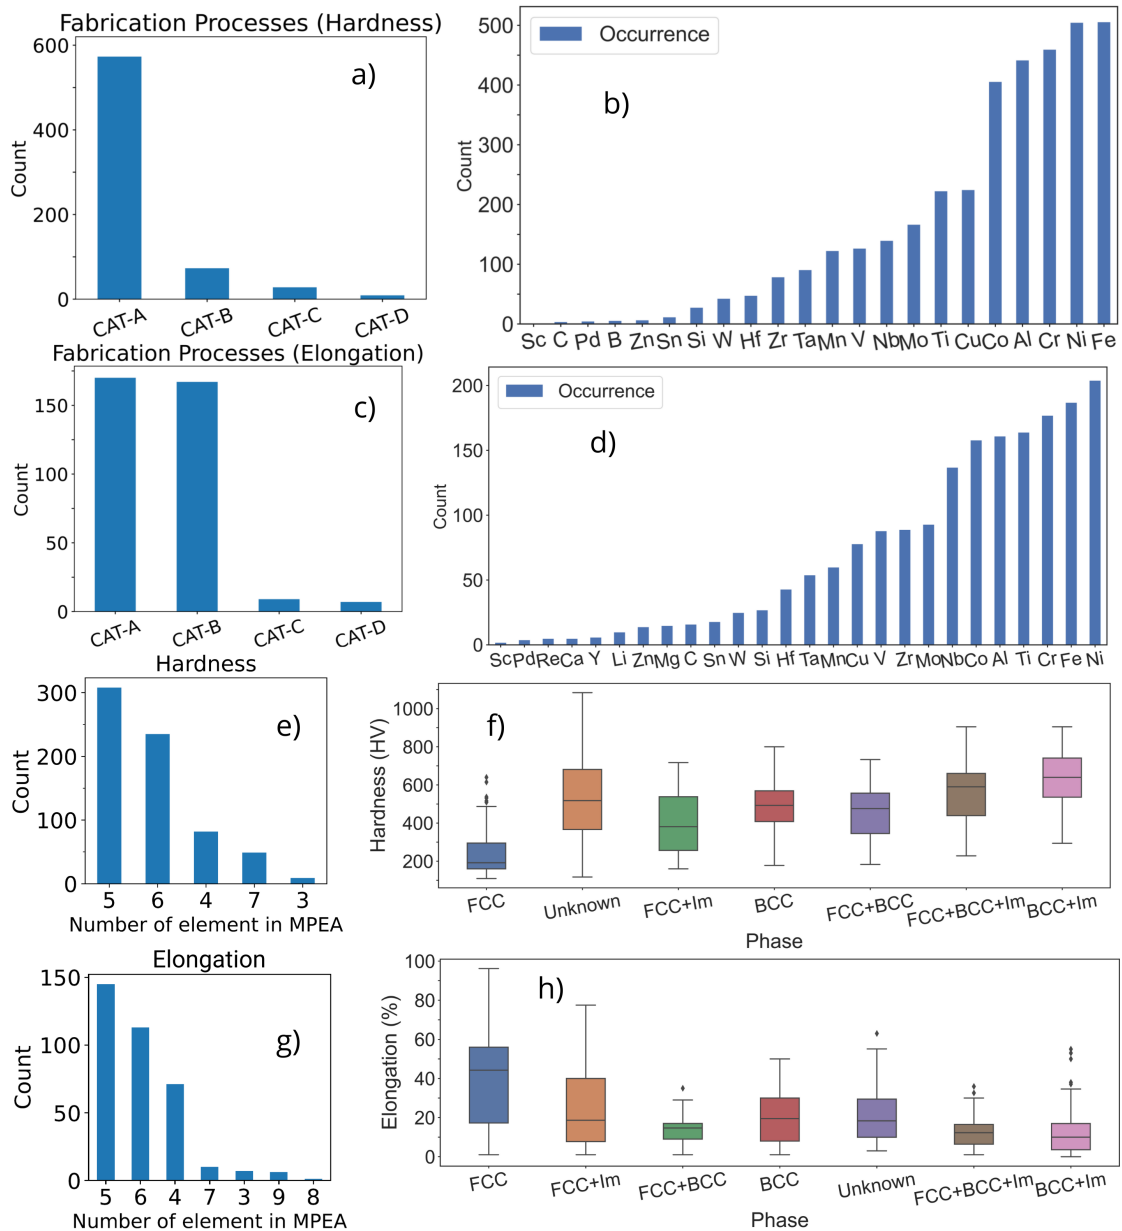 Fabrication Processes (Hardness)
a)
Count
600
400
200
0
CAT-A CAT-B CAT-C CAT-D
Occurrence
b)
Count
500
400
300
200
100
0
Sc C Pd B Zn Sn Si W Hf Zr Ta Mn V Nb Mo Ti Cu Co Al Cr Ni Fe
Fabrication Processes (Elongation)
c)
Count
150
100
50
0
CAT-A CAT-B CAT-C CAT-D
Occurrence
d)
Count
200
150
100
50
0
Sc Pd Re Ca Y Li Zn Mg C Sn W Si Hf Ta Mn Cu V Zr Mo Nb Co Al Ti Cr Fe Ni
Hardness
e)
Count
300
200
100
0
5 6 4 7 3
Number of element in MPEA
f)
Hardness (HV)
1000
800
600
400
200
FCC Unknown FCC+Im BCC FCC+BCC FCC+BCC+Im BCC+Im
Phase
Elongation
g)
Count
150
100
50
0
5 6 4 7 3 9 8
Number of element in MPEA
h)
Elongation (%)
100
80
60
40
20
0
FCC FCC+Im FCC+BCC BCC Unknown FCC+BCC+Im BCC+Im
Phase